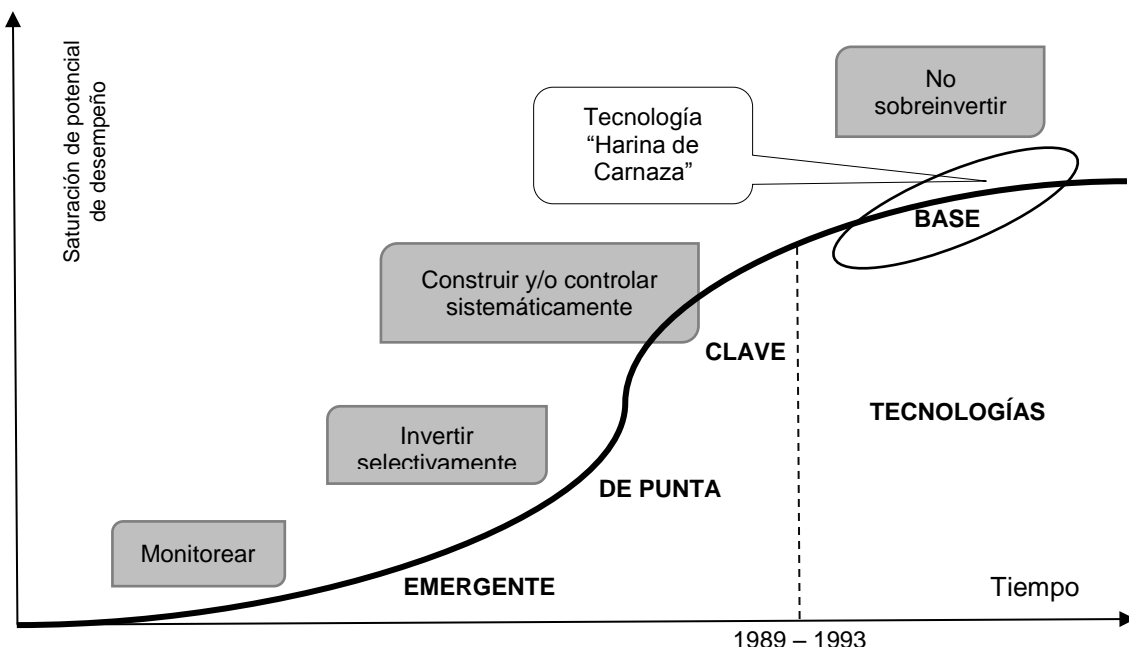 Saturación de potencial
de desempeño
No
sobreinvertir
Tecnología
“Harina de
Carnaza”
BASE
Construir y/o controlar
sistemáticamente
CLAVE
TECNOLOGÍAS
Invertir
selectivamente
DE PUNTA
Monitorear
EMERGENTE
Tiempo
1989 – 1993